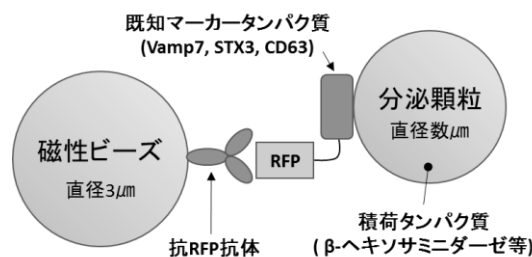 既知マーカータンパク質
(Vamp7, STX3, CD63)
磁性ビーズ
直径3㎛
RFP
分泌顆粒
直径数㎛
抗RFP抗体
積荷タンパク質
( β-ヘキソサミニダーゼ等)